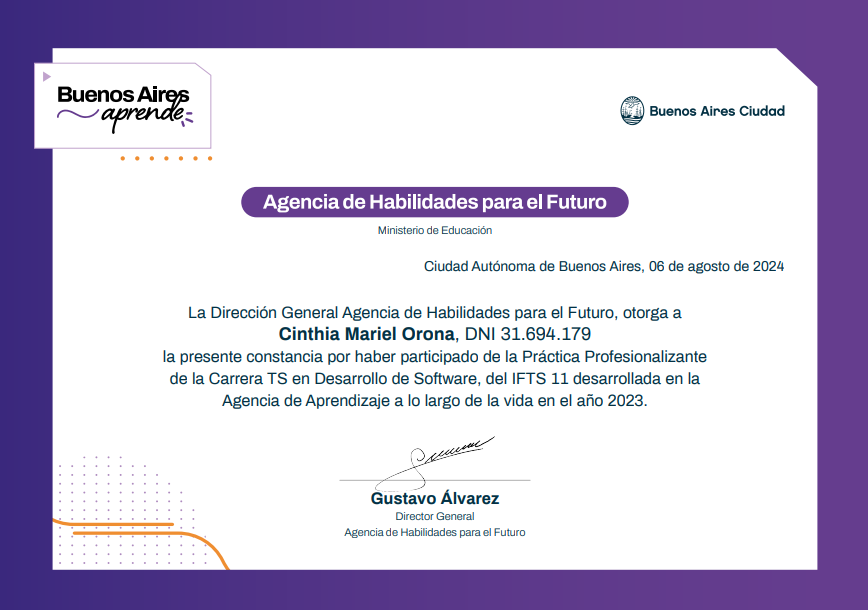 Buenos Aires
aprende
Buenos Aires Ciudad
Agencia de Habilidades para el Futuro
Ministerio de Educación
Ciudad Autónoma de Buenos Aires, 06 de agosto de 2024
La Dirección General Agencia de Habilidades para el Futuro, otorga a
Cinthia Mariel Orona, DNI 31.694.179
la presente constancia por haber participado de la Práctica Profesionalizante
de la Carrera TS en Desarrollo de Software, del IFTS 11 desarrollada en la
Agencia de Aprendizaje a lo largo de la vida en el año 2023.
Gustavo Álvarez
Director General
Agencia de Habilidades para el Futuro